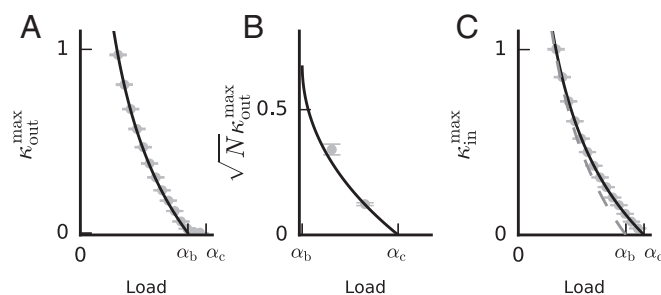 A
1
κ_out^max
0
0
α_b
α_c
Load
B
0.5
√N κ_out^max
0
α_b
α_c
Load
C
1
κ_in^max
0
0
α_b
α_c
Load